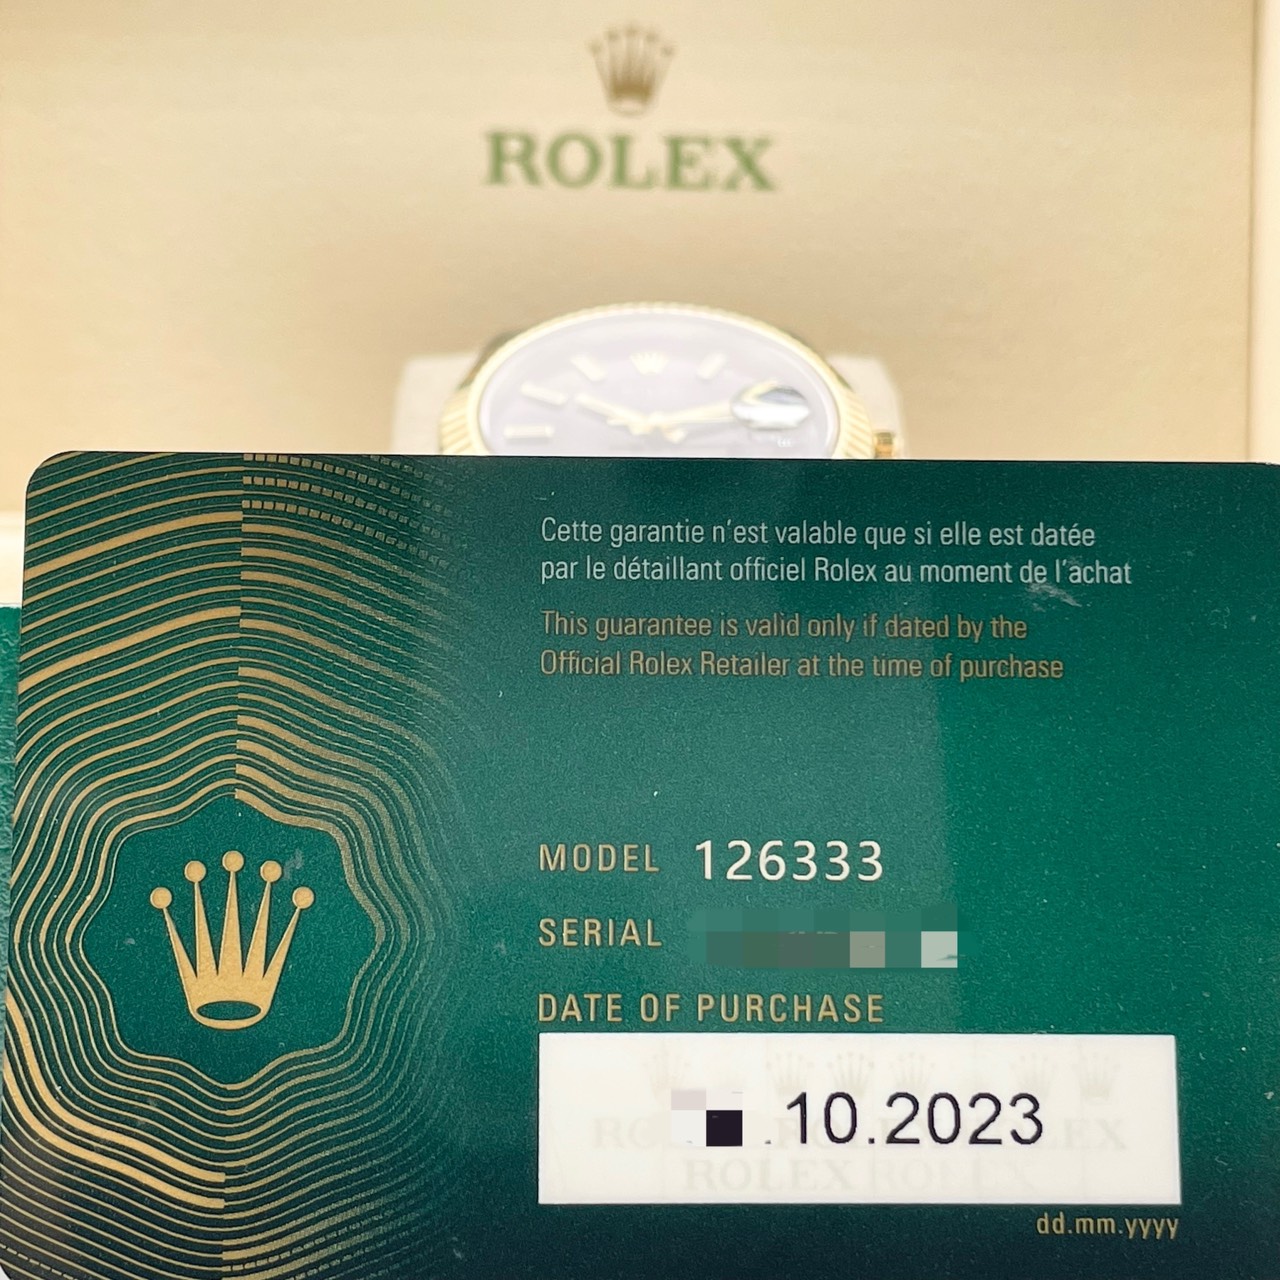 ROLEX
Cette garantie n'est valable que si elle est datée
par le détaillant officiel Rolex au moment de l'achat
This guarantee is valid only if dated by the
Official Rolex Retailer at the time of purchase
MODEL 126333
SERIAL
DATE OF PURCHASE
.10.2023
ROLEX ROLEX
dd.mm.yyyy